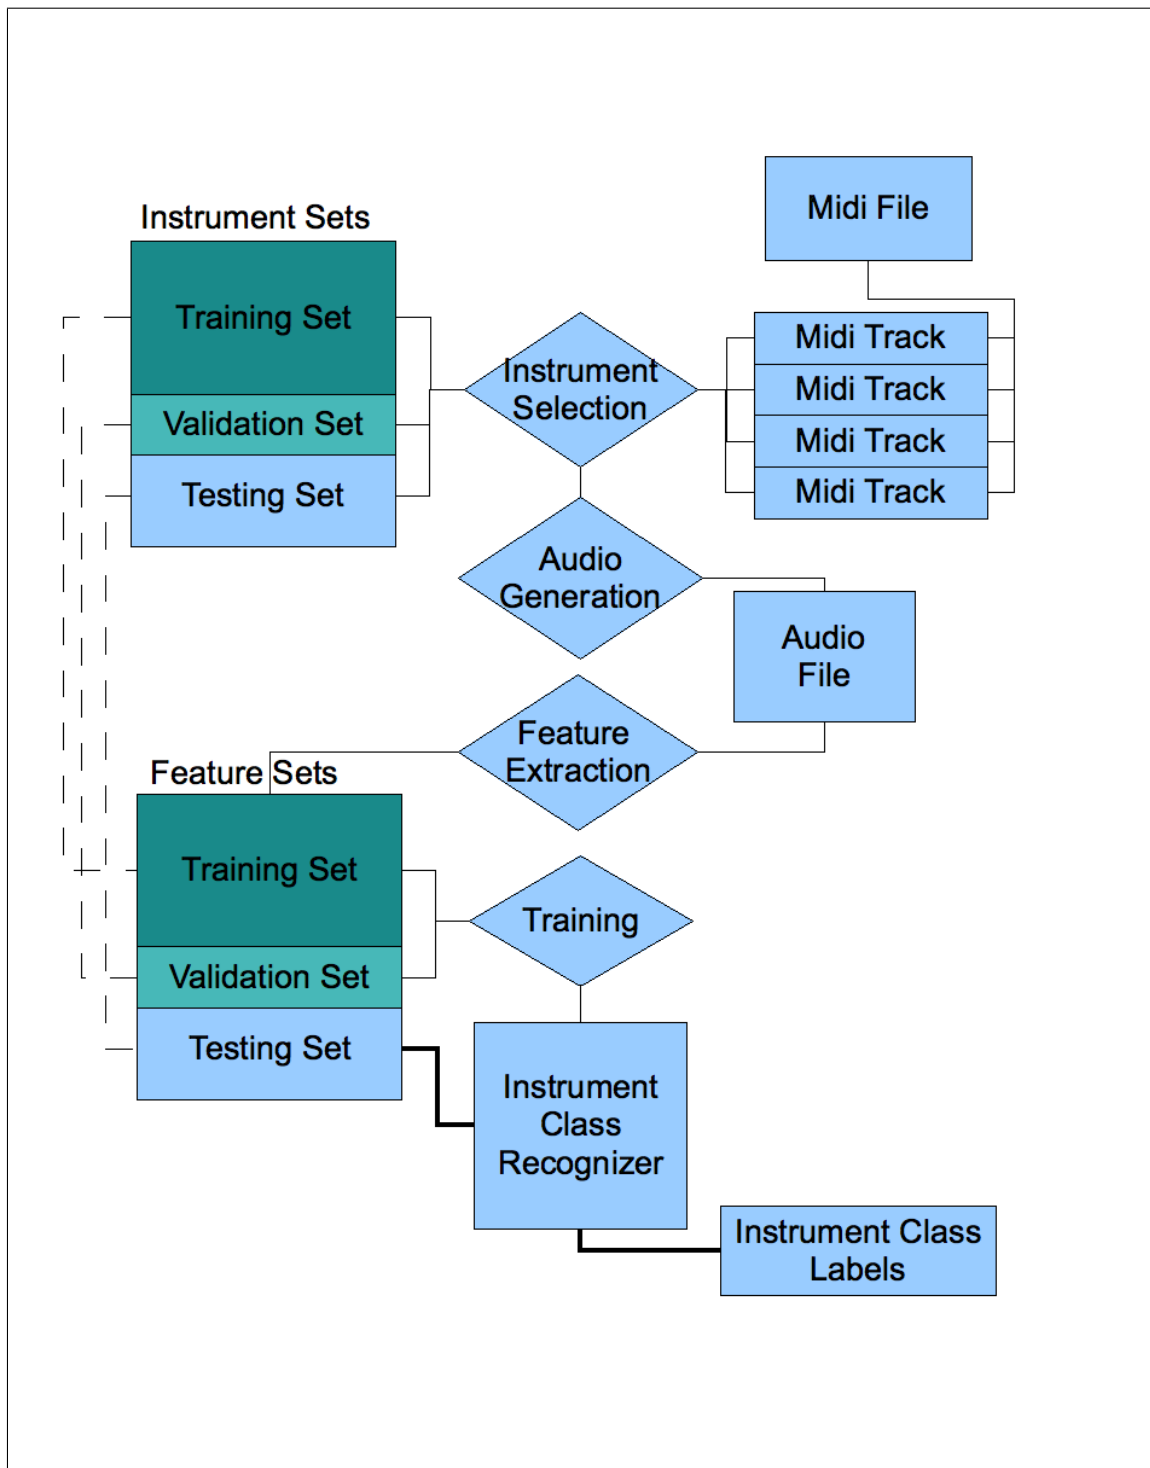 Midi File
Instrument Sets
Training Set
Validation Set
Testing Set
Instrument
Selection
Midi Track
Midi Track
Midi Track
Midi Track
Audio
Generation
Audio
File
Feature
Extraction
Feature Sets
Training Set
Validation Set
Testing Set
Training
Instrument
Class
Recognizer
Instrument Class
Labels